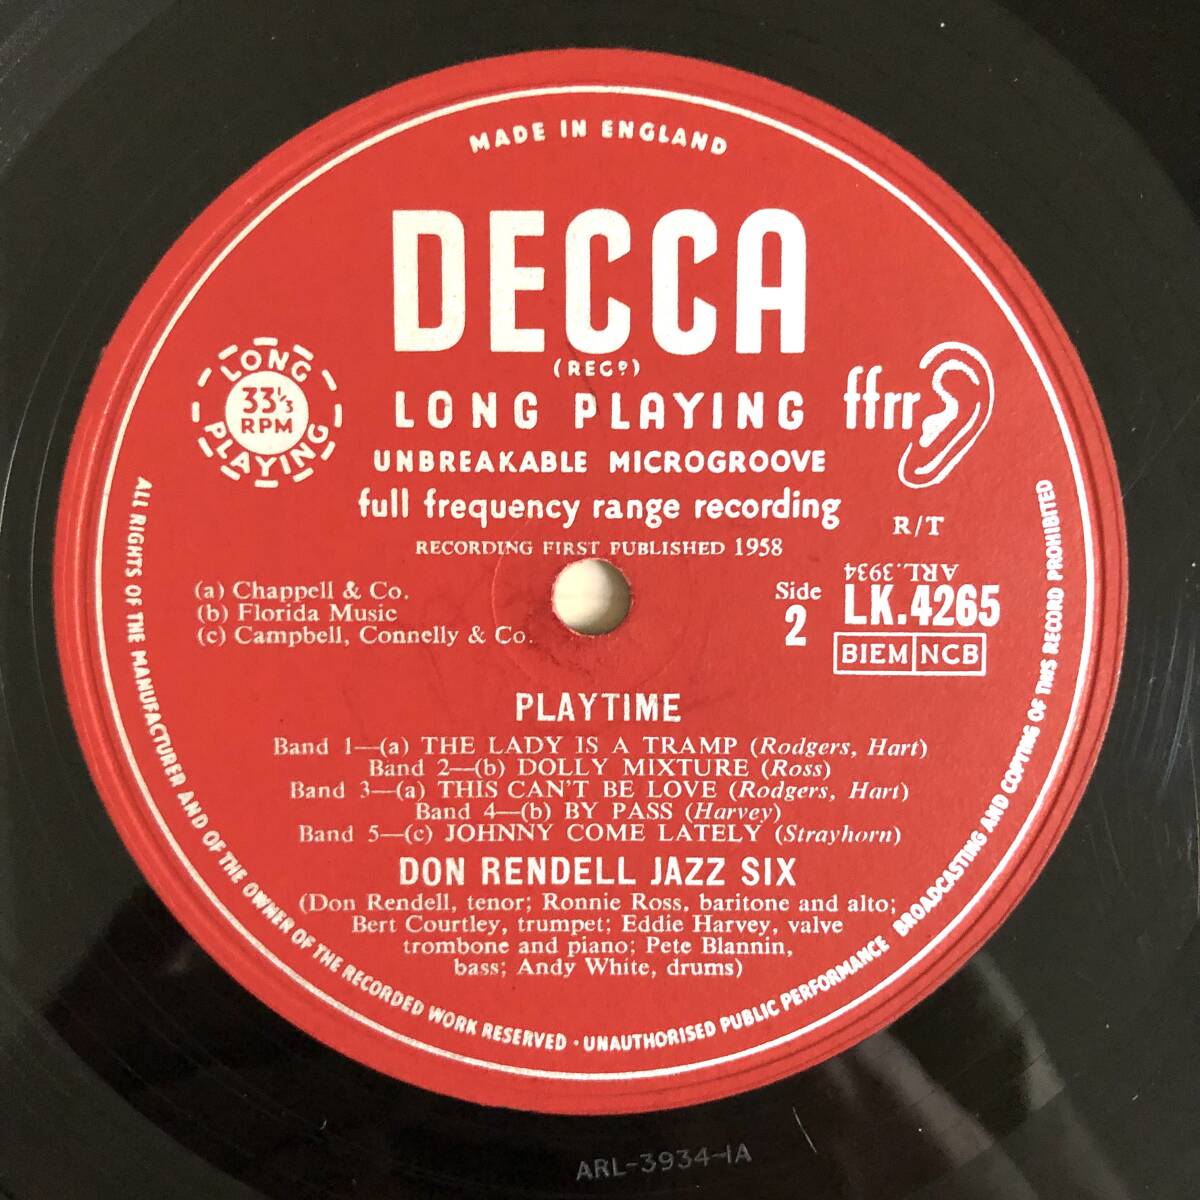 MADE IN ENGLAND
DECCA
(REGD)
LONG PLAYING
UNBREAKABLE MICROGROOVE
full frequency range recording
RECORDING FIRST PUBLISHED 1958
LONG
33 1/3
RPM
PLAYING
ffrr
R/T
ARL.3934
(a) Chappell & Co.
(b) Florida Music
(c) Campbell, Connelly & Co.
Side
2
LK.4265
BIEM NCB
PLAYTIME
Band 1—(a) THE LADY IS A TRAMP (Rodgers, Hart)
Band 2—(b) DOLLY MIXTURE (Ross)
Band 3—(a) THIS CAN'T BE LOVE (Rodgers, Hart)
Band 4—(b) BY PASS (Harvey)
Band 5—(c) JOHNNY COME LATELY (Strayhorn)
DON RENDELL JAZZ SIX
(Don Rendell, tenor; Ronnie Ross, baritone and alto;
Bert Courtley, trumpet; Eddie Harvey, valve
trombone and piano; Pete Blannin,
bass; Andy White, drums)
ALL RIGHTS OF THE MANUFACTURER AND OF THE OWNER OF THE RECORDED WORK RESERVED · UNAUTHORISED PUBLIC PERFORMANCE BROADCASTING AND COPYING OF THIS RECORD PROHIBITED
ARL-3934-1A